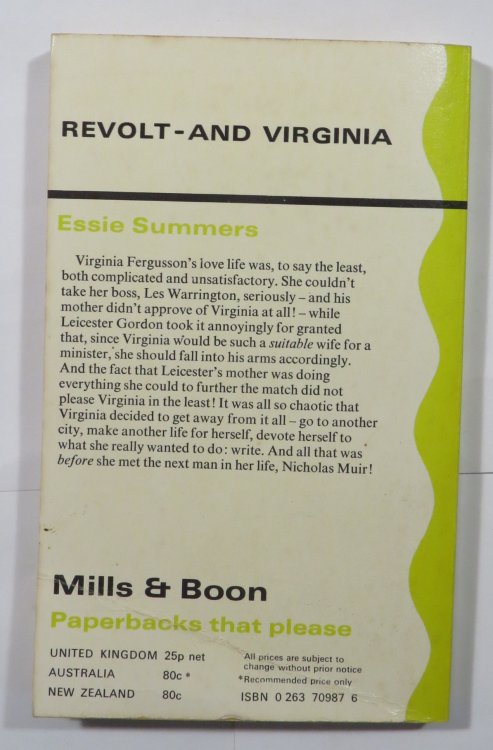 REVOLT-AND VIRGINIA
Essie Summers
Virginia Fergusson's love life was, to say the least,
both complicated and unsatisfactory. She couldn't
take her boss, Les Warrington, seriously – and his
mother didn't approve of Virginia at all! – while
Leicester Gordon took it annoyingly for granted
that, since Virginia would be such a suitable wife for a
minister, she should fall into his arms accordingly.
And the fact that Leicester's mother was doing
everything she could to further the match did not
please Virginia in the least! It was all so chaotic that
Virginia decided to get away from it all – go to another
city, make another life for herself, devote herself to
what she really wanted to do: write. And all that was
before she met the next man in her life, Nicholas Muir!
Mills & Boon
Paperbacks that please
UNITED KINGDOM 25p net
AUSTRALIA 80c *
NEW ZEALAND 80c
All prices are subject to
change without prior notice
*Recommended price only
ISBN 0 263 70987 6